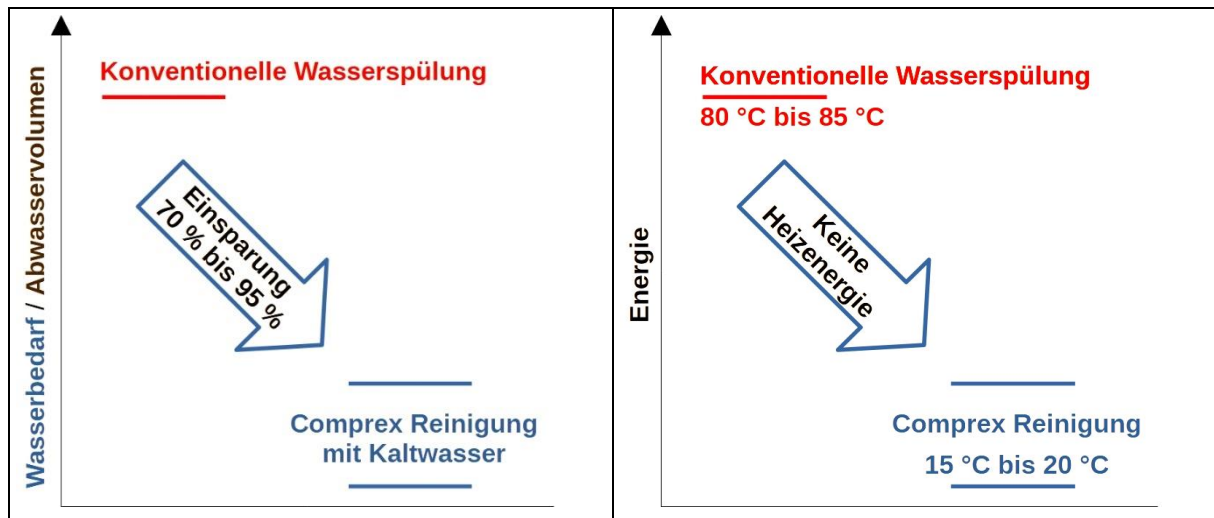 Wasserbedarf / Abwasservolumen
Konventionelle Wasserspülung
Einsparung
70 % bis 95 %
Comprex Reinigung
mit Kaltwasser
Energie
Konventionelle Wasserspülung
80 °C bis 85 °C
Keine
Heizenergie
Comprex Reinigung
15 °C bis 20 °C